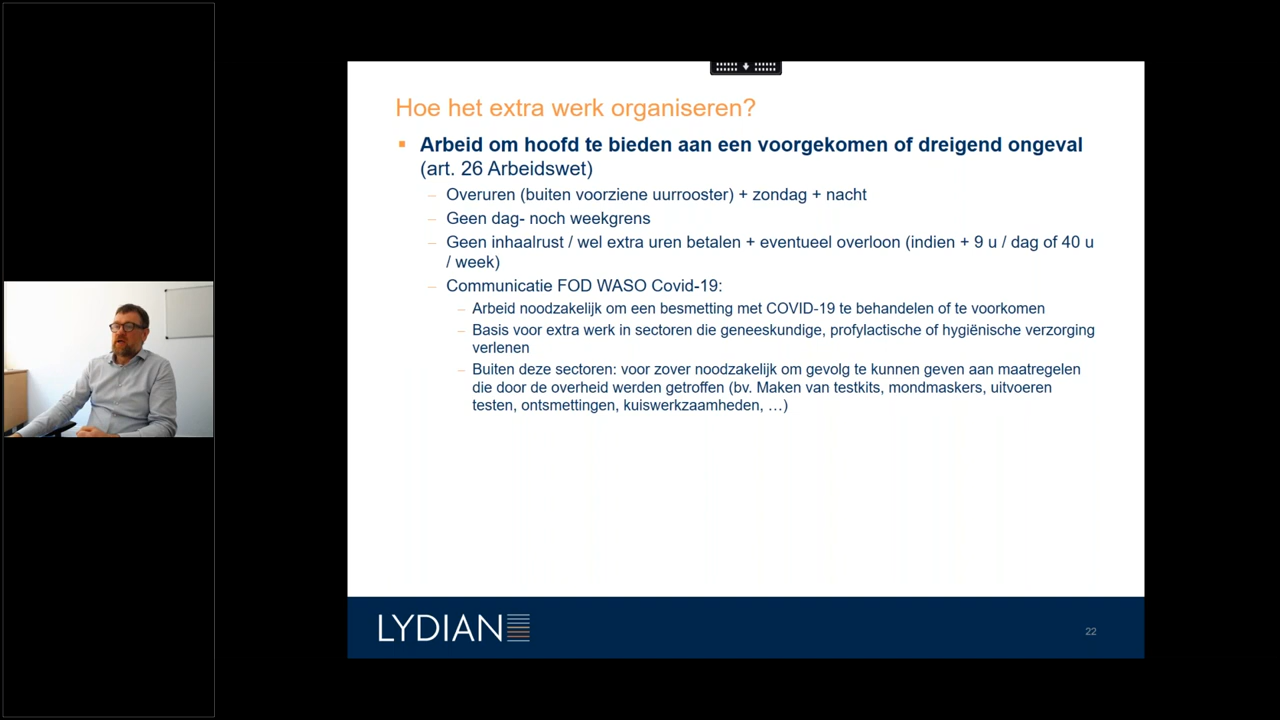 Hoe het extra werk organiseren?
Arbeid om hoofd te bieden aan een voorgekomen of dreigend ongeval
(art. 26 Arbeidswet)
– Overuren (buiten voorziene uurrooster) + zondag + nacht
– Geen dag- noch weekgrens
– Geen inhaalrust / wel extra uren betalen + eventueel overloon (indien + 9 u / dag of 40 u
/ week)
– Communicatie FOD WASO Covid-19:
– Arbeid noodzakelijk om een besmetting met COVID-19 te behandelen of te voorkomen
– Basis voor extra werk in sectoren die geneeskundige, profylactische of hygiënische verzorging
verlenen
– Buiten deze sectoren: voor zover noodzakelijk om gevolg te kunnen geven aan maatregelen
die door de overheid werden getroffen (bv. Maken van testkits, mondmaskers, uitvoeren
testen, ontsmettingen, kuiswerkzaamheden, …)
LYDIAN
22